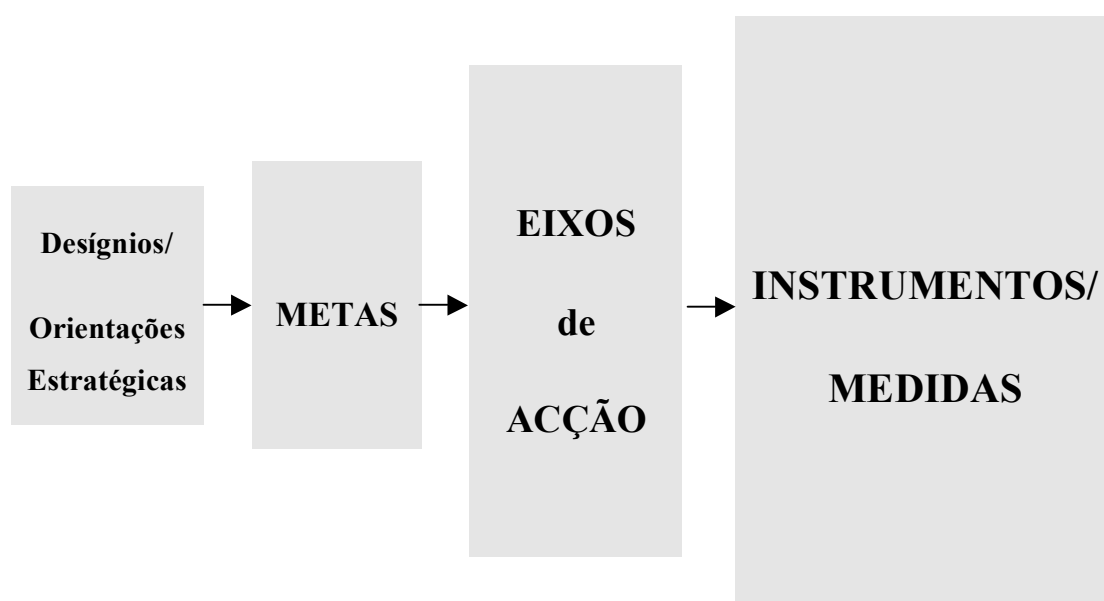 Desígnios/
Orientações
Estratégicas
METAS
EIXOS
de
ACÇÃO
INSTRUMENTOS/
MEDIDAS